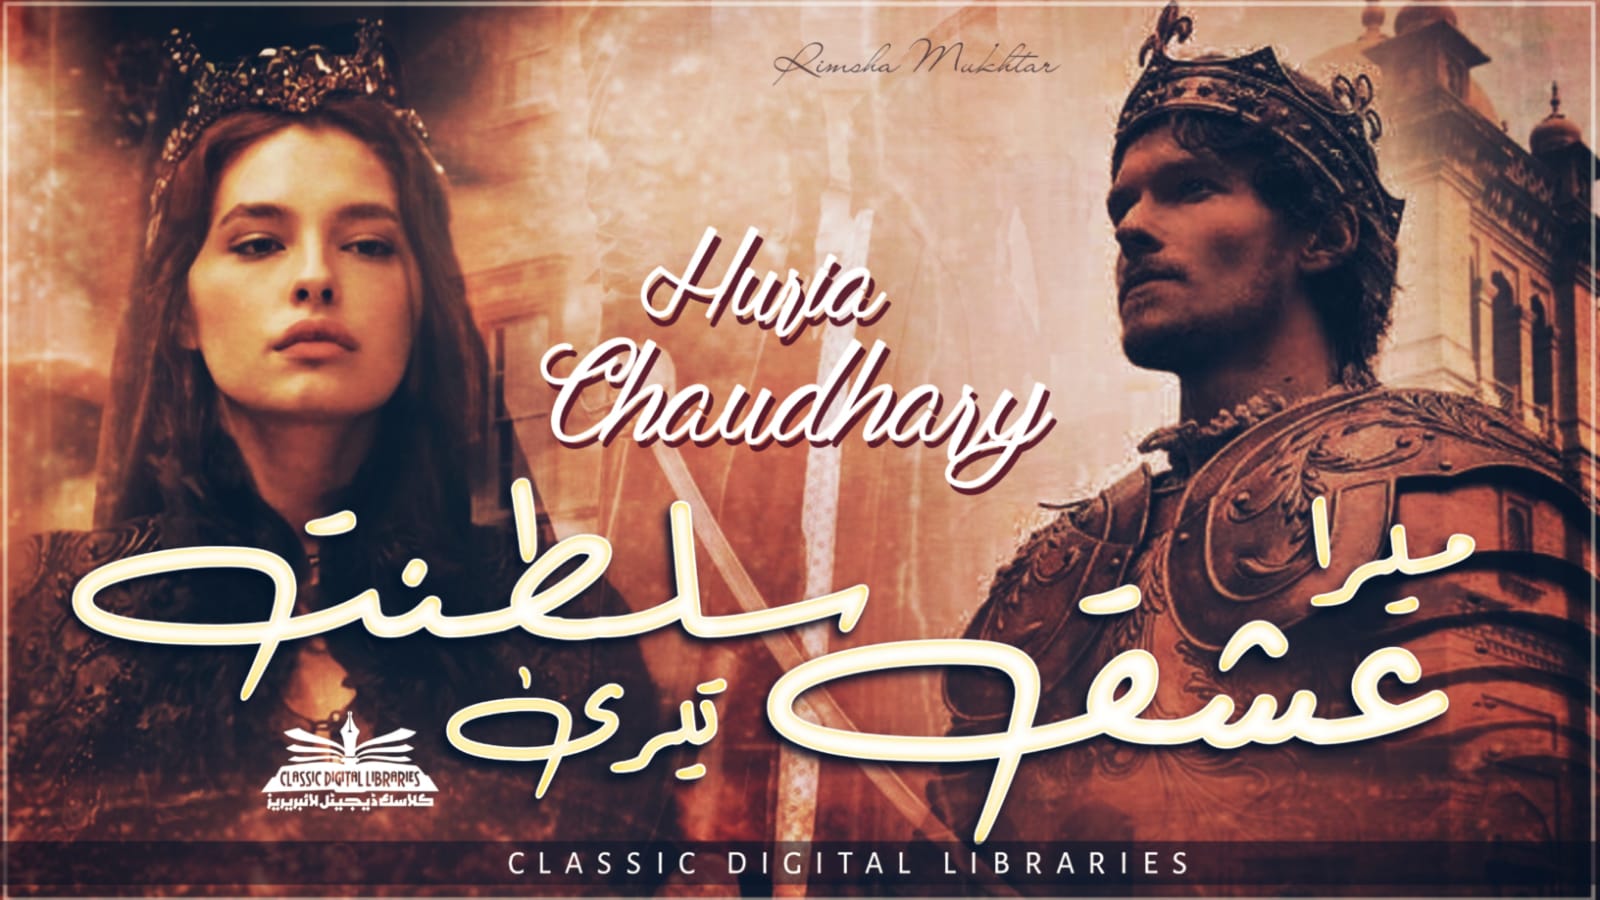 Rimsha Mukhtar
Huria
Chaudhary
میرا
عشق سلطنت
تیری
CLASSIC DIGITAL LIBRARIES
کلاسک ڈیجیٹل لائبریریز
CLASSIC DIGITAL LIBRARIES